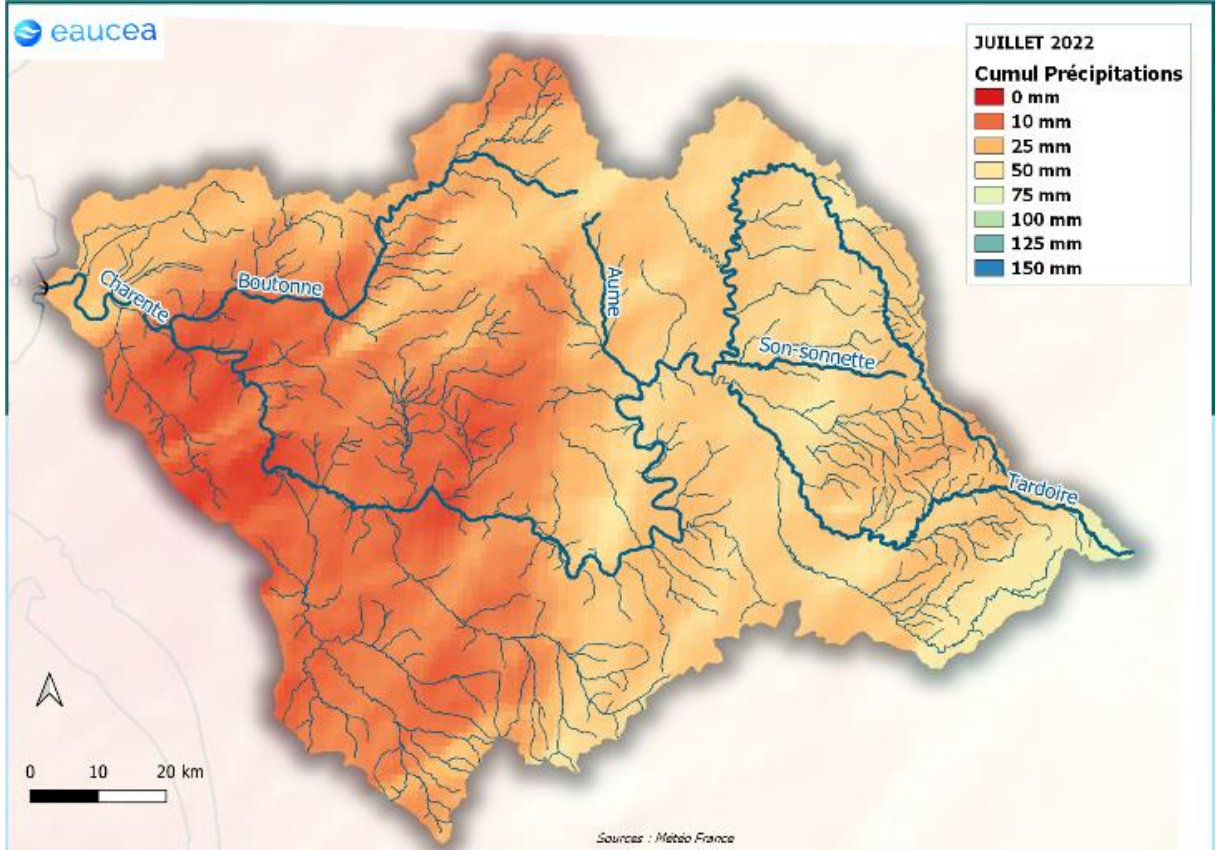 eaucea
JUILLET 2022
Cumul Précipitations
0 mm
10 mm
25 mm
50 mm
75 mm
100 mm
125 mm
150 mm
Charente
Boutonne
Aume
Son-sonnette
Tardoire
0 10 20 km
Sources : Météo France